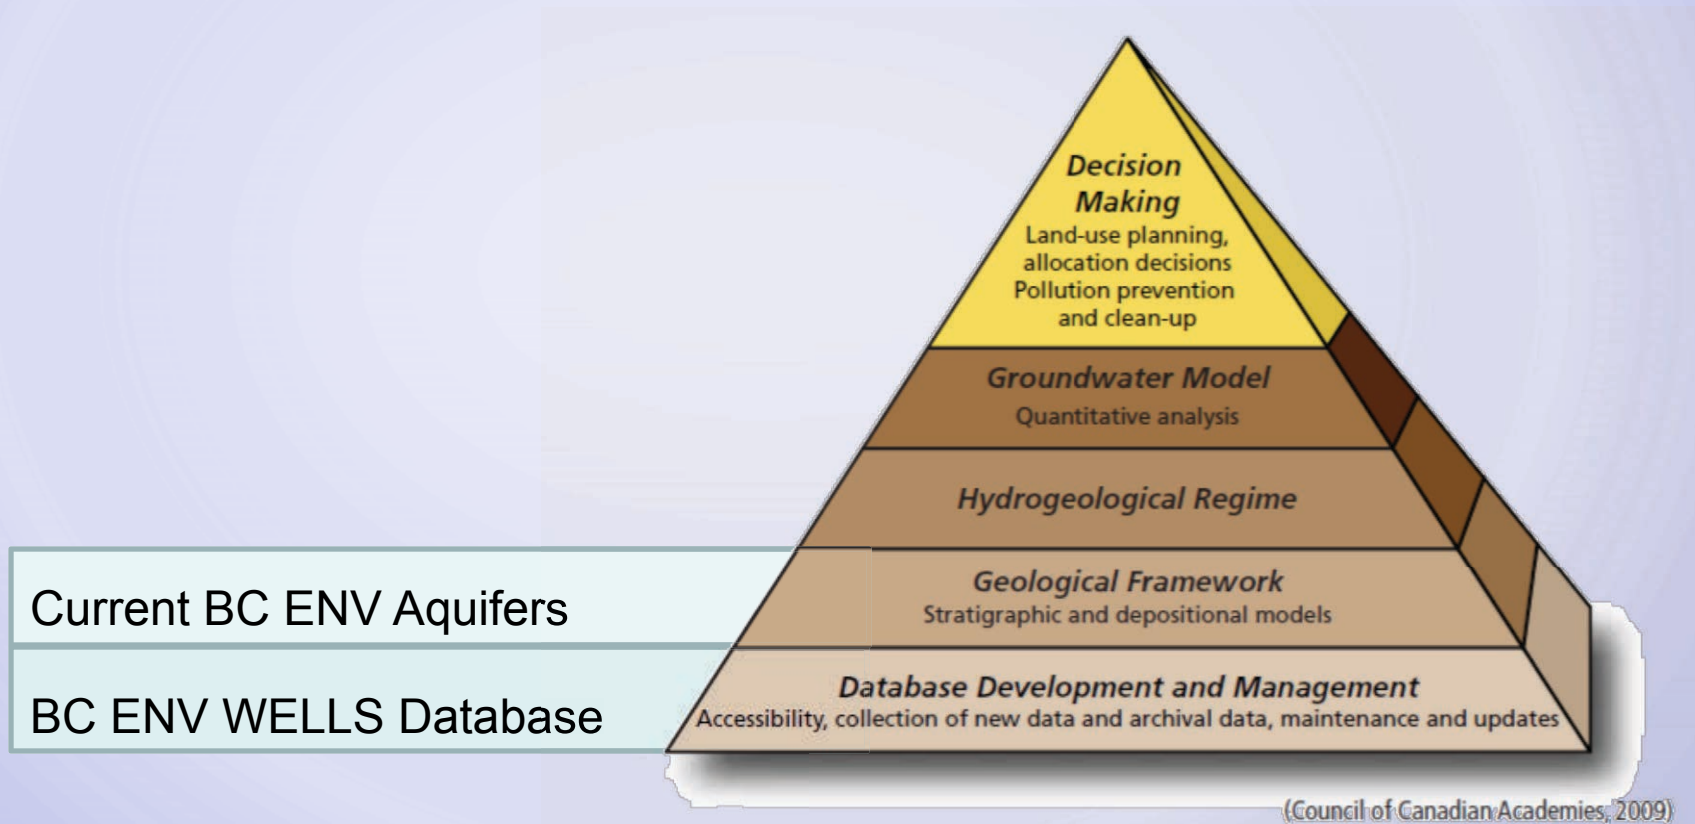 Decision
Making
Land-use planning,
allocation decisions
Pollution prevention
and clean-up
Groundwater Model
Quantitative analysis
Hydrogeological Regime
Current BC ENV Aquifers
Geological Framework
Stratigraphic and depositional models
BC ENV WELLS Database
Database Development and Management
Accessibility, collection of new data and archival data, maintenance and updates
(Council of Canadian Academies, 2009)